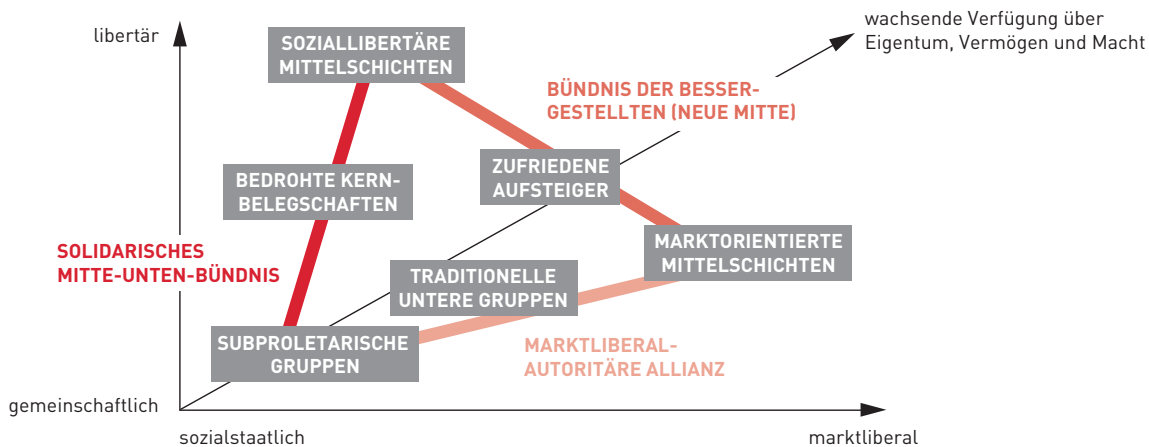 libertär
wachsende Verfügung über
Eigentum, Vermögen und Macht
SOZIALLIBERTÄRE
MITTELSCHICHTEN
BÜNDNIS DER BESSER-
GESTELLTEN (NEUE MITTE)
ZUFRIEDENE
AUFSTEIGER
BEDROHTE KERN-
BELEGSCHAFTEN
SOLIDARISCHES
MITTE-UNTEN-BÜNDNIS
MARKTORIENTIERTE
MITTELSCHICHTEN
TRADITIONELLE
UNTERE GRUPPEN
SUBPROLETARISCHE
GRUPPEN
MARKTLIBERAL-
AUTORITÄRE ALLIANZ
gemeinschaftlich
sozialstaatlich
marktliberal